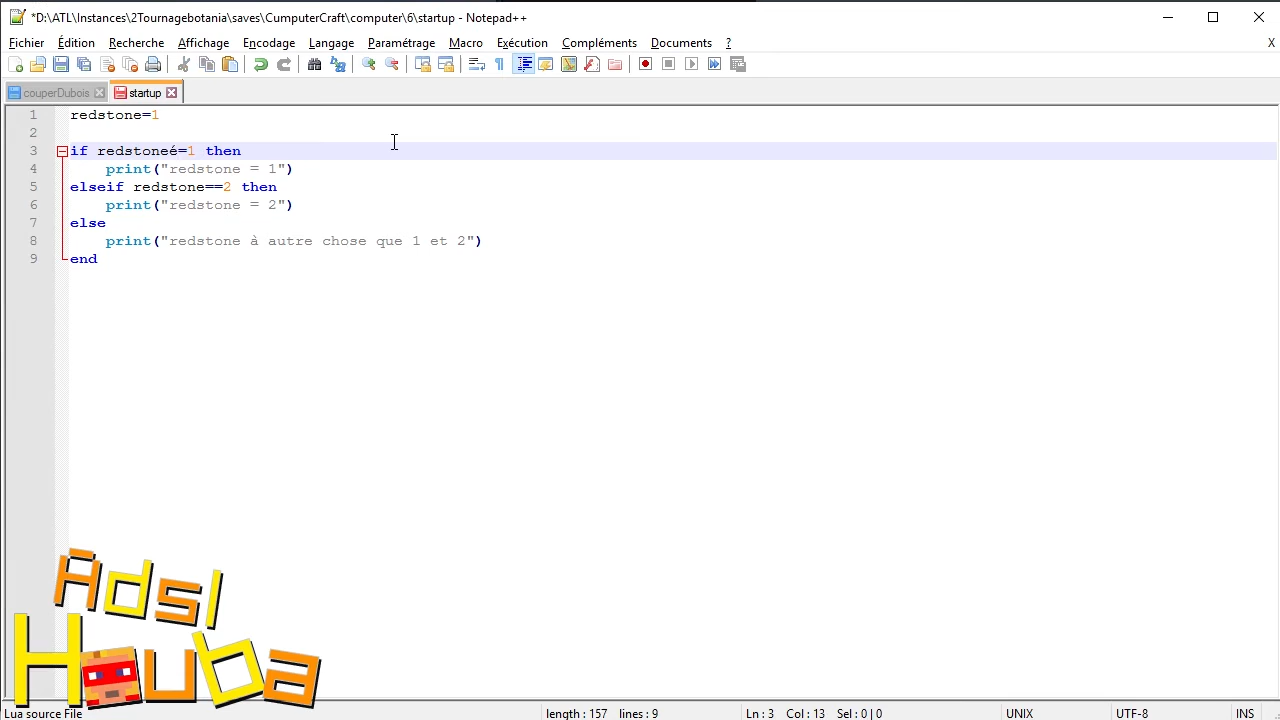 *D:\ATL\Instances\2Tournagebotania\saves\CumputerCraft\computer\6\startup - Notepad++
Fichier Édition Recherche Affichage Encodage Langage Paramétrage Macro Exécution Compléments Documents ? X
couperDubois startup
1 redstone=1
2
3 if redstoneé=1 then
4 print("redstone = 1")
5 elseif redstone==2 then
6 print("redstone = 2")
7 else
8 print("redstone à autre chose que 1 et 2")
9 end
Adsl
Houba
Lua source File length : 157 lines : 9 Ln : 3 Col : 13 Sel : 0 | 0 UNIX UTF-8 INS